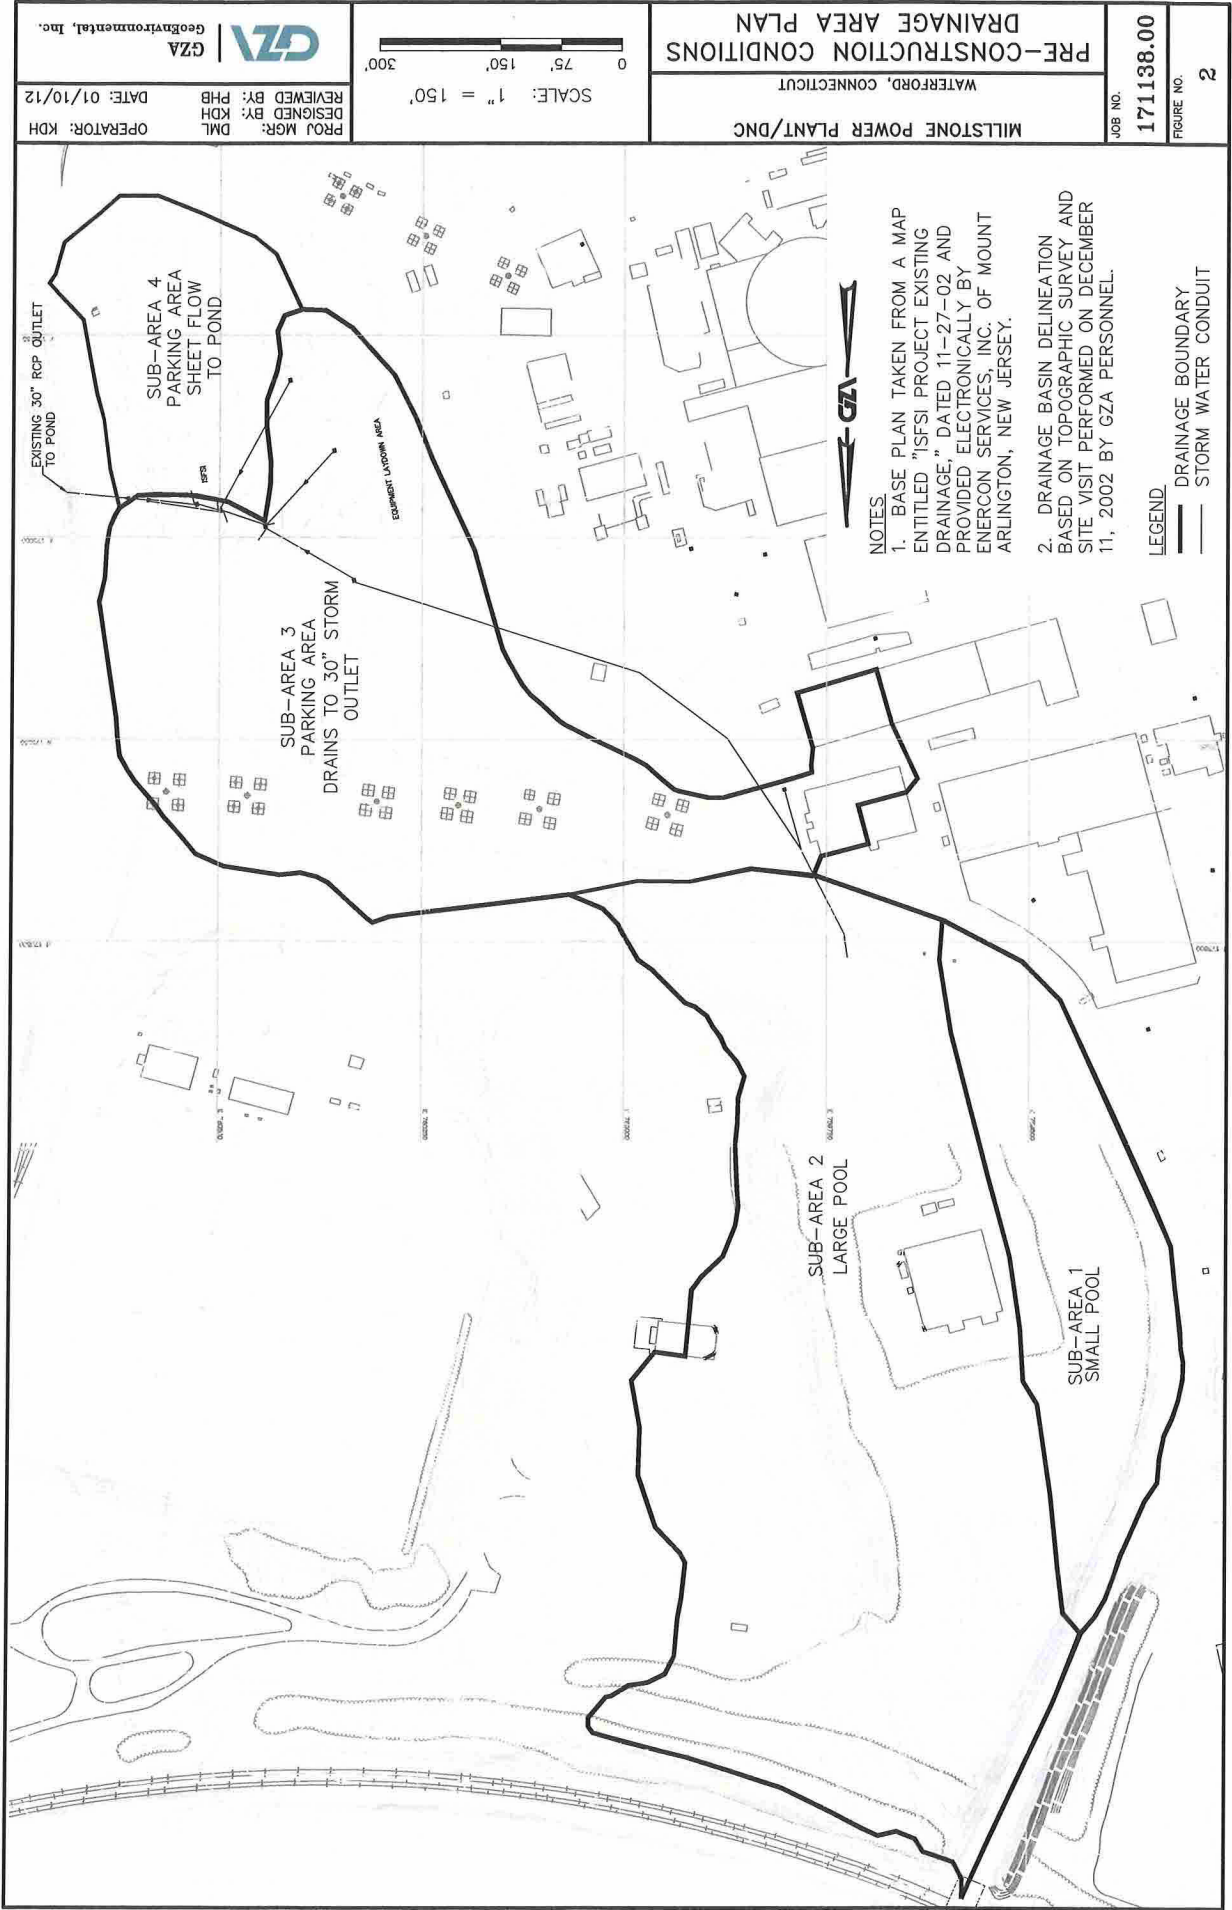 PRE-CONSTRUCTION CONDITIONS
DRAINAGE AREA PLAN
WATERFORD, CONNECTICUT
MILLSTONE POWER PLANT/DNC
JOB NO.
171138.00
FIGURE NO.
2
SCALE: 1" = 150'
0
75'
150'
300'
GZA
GZA
GeoEnvironmental, Inc.
PROJ MGR: DML
DESIGNED BY: KDH
REVIEWED BY: PHB
OPERATOR: KDH
DATE: 01/10/12
EXISTING 30" RCP OUTLET
TO POND
SUB-AREA 4
PARKING AREA
SHEET FLOW
TO POND
ISFSI
EQUIPMENT LAYDOWN AREA
SUB-AREA 3
PARKING AREA
DRAINS TO 30" STORM
OUTLET
SUB-AREA 2
LARGE POOL
SUB-AREA 1
SMALL POOL
GZA
NOTES
1. BASE PLAN TAKEN FROM A MAP
ENTITLED "ISFSI PROJECT EXISTING
DRAINAGE," DATED 11-27-02 AND
PROVIDED ELECTRONICALLY BY
ENERCON SERVICES, INC. OF MOUNT
ARLINGTON, NEW JERSEY.
2. DRAINAGE BASIN DELINEATION
BASED ON TOPOGRAPHIC SURVEY AND
SITE VISIT PERFORMED ON DECEMBER
11, 2002 BY GZA PERSONNEL.
LEGEND
DRAINAGE BOUNDARY
STORM WATER CONDUIT